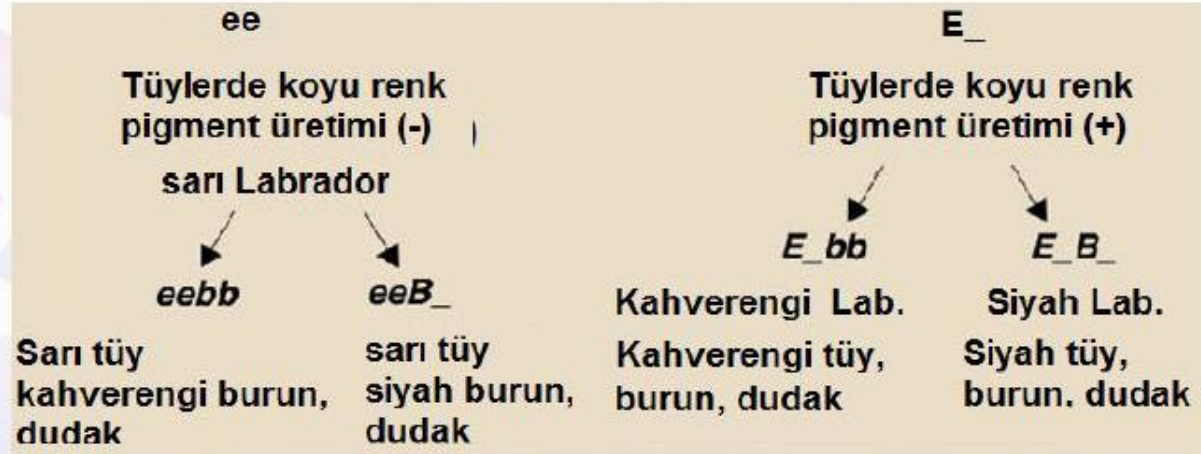 ee
Tüylerde koyu renk
pigment üretimi (-) )
sarı Labrador
eebb
eeB_
Sarı tüy
kahverengi burun,
dudak
sarı tüy
siyah burun,
dudak
E_
Tüylerde koyu renk
pigment üretimi (+)
E_bb
E_B_
Kahverengi Lab.
Kahverengi tüy,
burun, dudak
Siyah Lab.
Siyah tüy,
burun. dudak